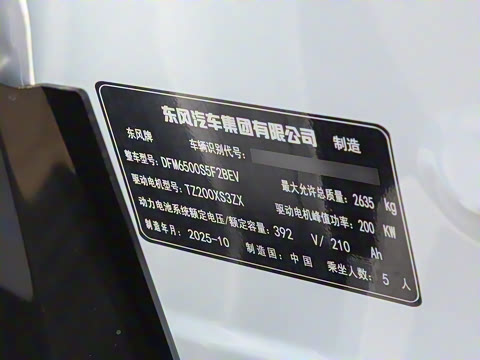 东风汽车集团有限公司 制造
东风牌 车辆识别代号：
整车型号：DFM6500S5F2BEV 最大允许总质量：2635 kg
驱动电机型号：TZ200XS3ZX 驱动电机峰值功率：200 KW
动力电池系统额定电压/额定容量：392 V/ 210 Ah
制造年月：2025-10 制造国：中国 乘坐人数：5 人